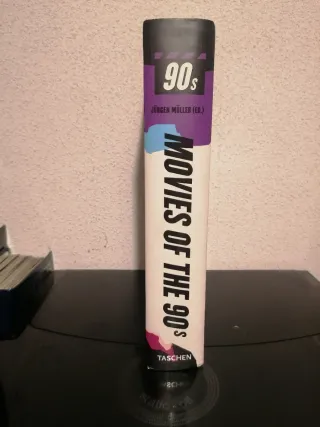 90s
JÜRGEN MÜLLER (ED.)
MOVIES OF THE 90s
TASCHEN